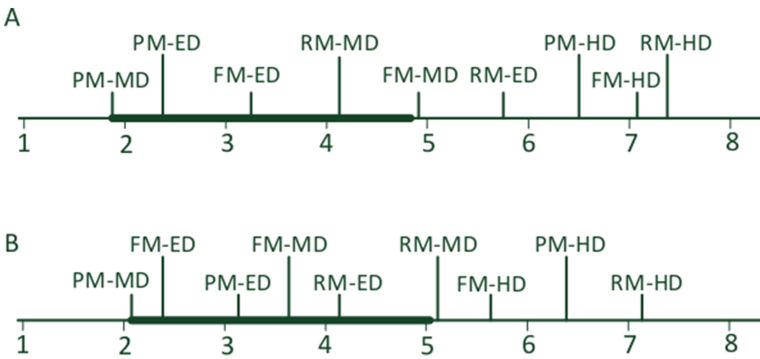 A
PM-ED RM-MD PM-HD RM-HD
PM-MD FM-ED FM-MD RM-ED FM-HD
1 2 3 4 5 6 7 8
B
FM-ED FM-MD RM-MD PM-HD
PM-MD PM-ED RM-ED FM-HD RM-HD
1 2 3 4 5 6 7 8